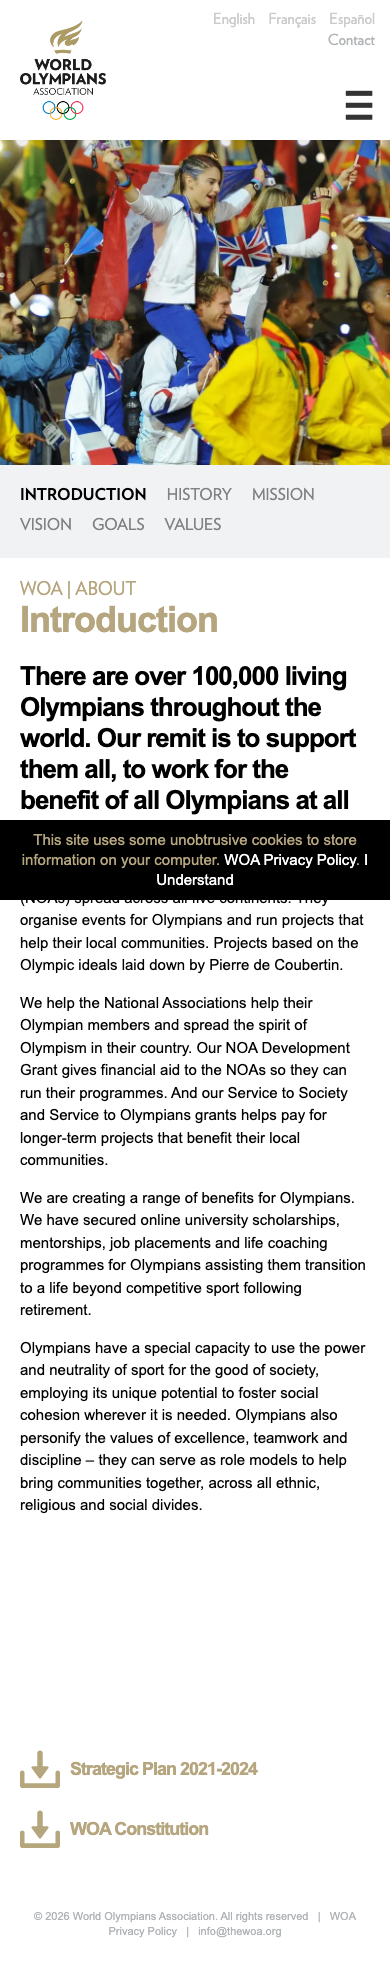 English Français Español
Contact
WORLD
OLYMPIANS
ASSOCIATION
INTRODUCTION HISTORY MISSION
VISION GOALS VALUES
WOA | ABOUT
Introduction
There are over 100,000 living
Olympians throughout the
world. Our remit is to support
them all, to work for the
benefit of all Olympians at all
This site uses some unobtrusive cookies to store
information on your computer. WOA Privacy Policy. I
Understand
(NOAs) spread across all five continents. They
organise events for Olympians and run projects that
help their local communities. Projects based on the
Olympic ideals laid down by Pierre de Coubertin.
We help the National Associations help their
Olympian members and spread the spirit of
Olympism in their country. Our NOA Development
Grant gives financial aid to the NOAs so they can
run their programmes. And our Service to Society
and Service to Olympians grants helps pay for
longer-term projects that benefit their local
communities.
We are creating a range of benefits for Olympians.
We have secured online university scholarships,
mentorships, job placements and life coaching
programmes for Olympians assisting them transition
to a life beyond competitive sport following
retirement.
Olympians have a special capacity to use the power
and neutrality of sport for the good of society,
employing its unique potential to foster social
cohesion wherever it is needed. Olympians also
personify the values of excellence, teamwork and
discipline – they can serve as role models to help
bring communities together, across all ethnic,
religious and social divides.
Strategic Plan 2021-2024
WOA Constitution
© 2026 World Olympians Association. All rights reserved | WOA
Privacy Policy | info@thewoa.org